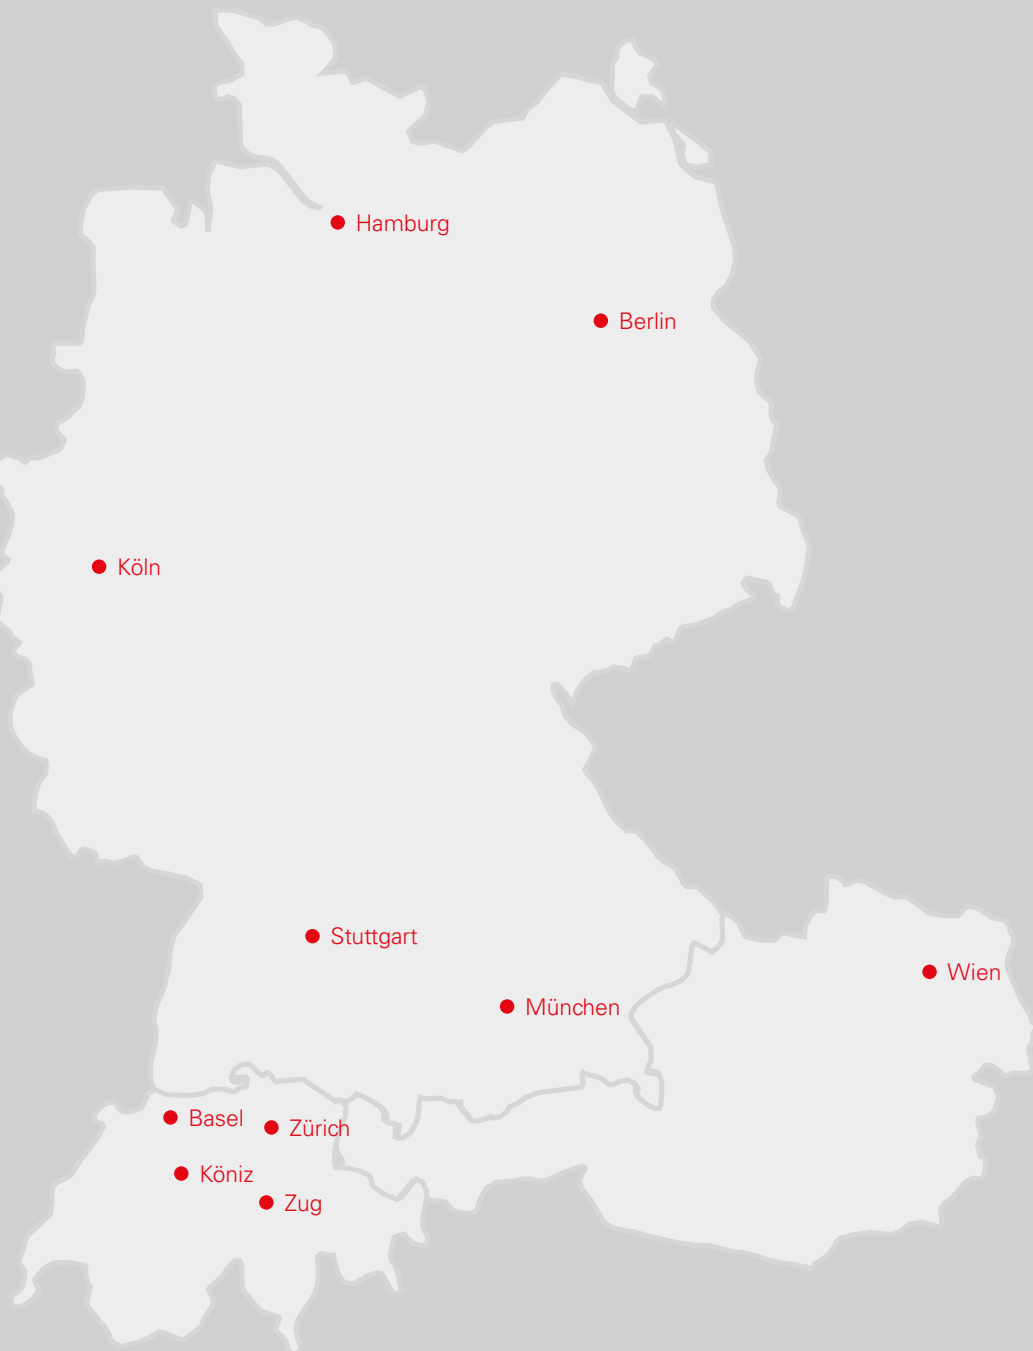 Hamburg
Berlin
Köln
Stuttgart
Wien
München
Basel
Zürich
Köniz
Zug